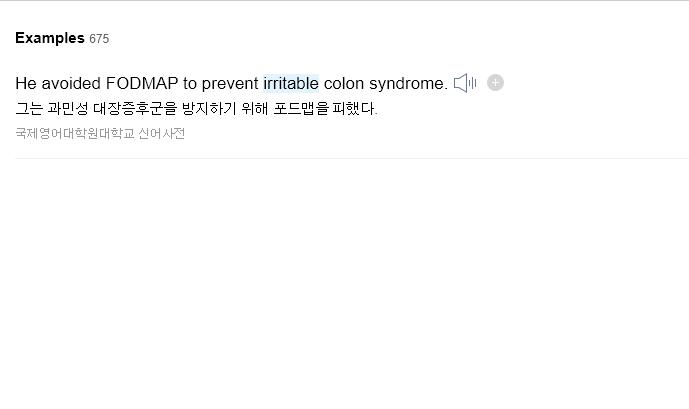 Examples 675
He avoided FODMAP to prevent irritable colon syndrome.
그는 과민성 대장증후군을 방지하기 위해 포드맵을 피했다.
국제영어대학원대학교 신어사전